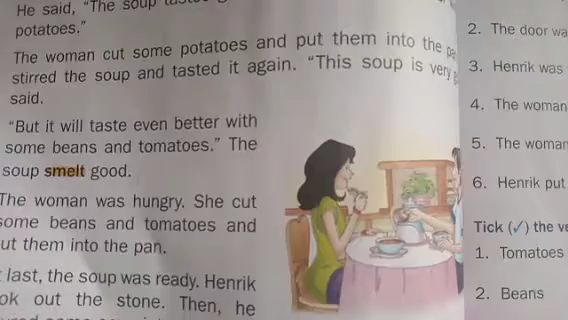 He said, "The soup
potatoes."
The woman cut some potatoes and put them into the
stirred the soup and tasted it again. "This soup is very
said.
"But it will taste even better with
some beans and tomatoes." The
soup smelt good.
The woman was hungry. She cut
some beans and tomatoes and
ut them into the pan.
last, the soup was ready. Henrik
ok out the stone. Then, he
2. The door wa
3. Henrik was
4. The woman
5. The woman
6. Henrik put
Tick (✓) the ve
1. Tomatoes
2. Beans